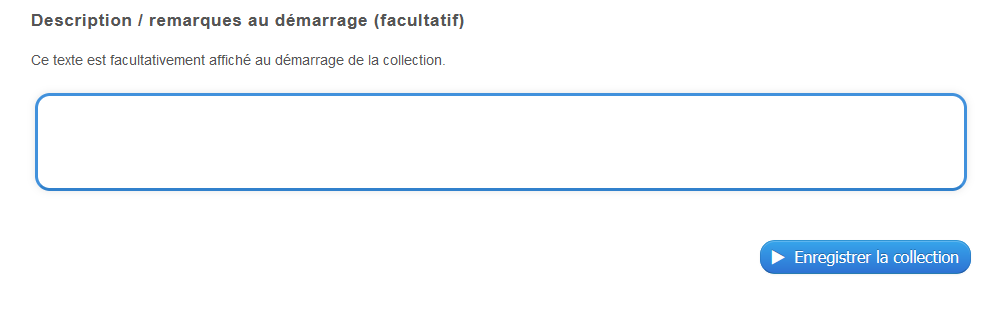 Description / remarques au démarrage (facultatif)
Ce texte est facultativement affiché au démarrage de la collection.
Enregistrer la collection